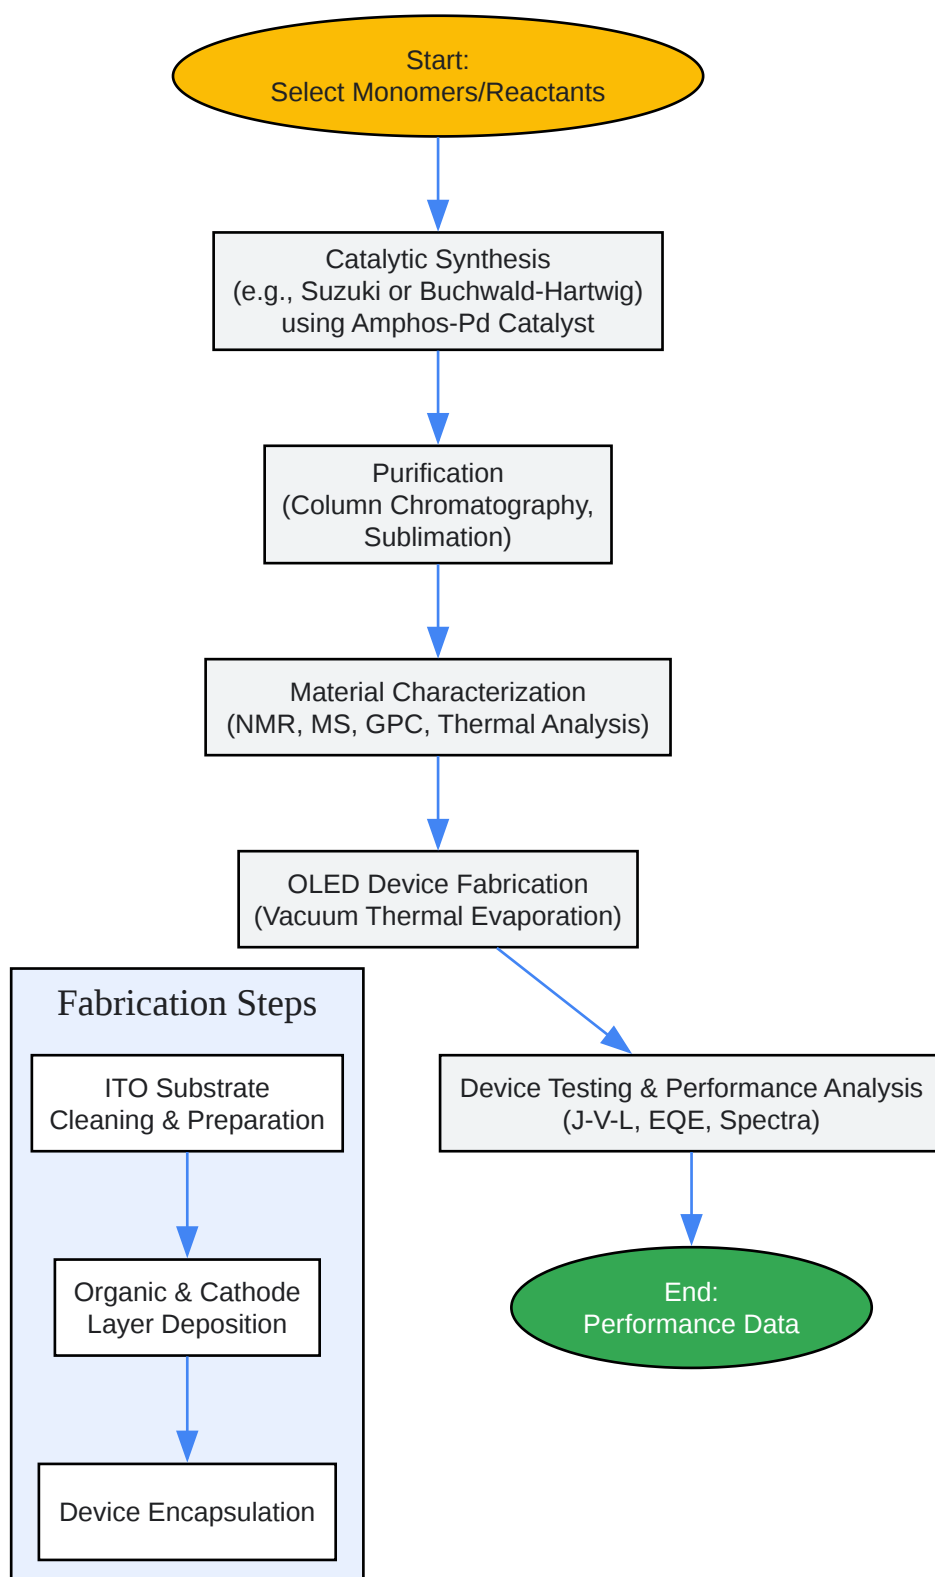 Start:
Select Monomers/Reactants
Catalytic Synthesis
(e.g., Suzuki or Buchwald-Hartwig)
using Amphos-Pd Catalyst
Purification
(Column Chromatography,
Sublimation)
Material Characterization
(NMR, MS, GPC, Thermal Analysis)
OLED Device Fabrication
(Vacuum Thermal Evaporation)
Fabrication Steps
ITO Substrate
Cleaning & Preparation
Organic & Cathode
Layer Deposition
Device Encapsulation
Device Testing & Performance Analysis
(J-V-L, EQE, Spectra)
End:
Performance Data